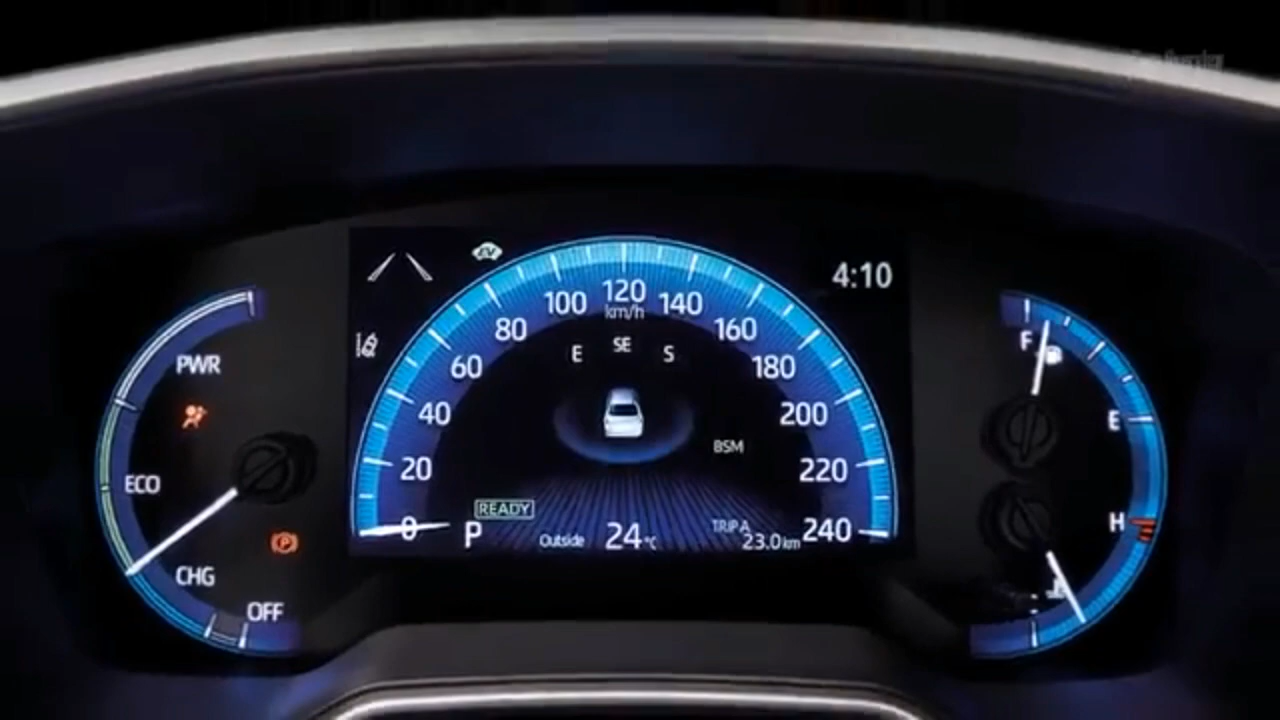 EV
4:10
120
100
140
km/h
80
160
SE
E
S
F
60
180
PWR
40
200
E
BSM
20
220
ECO
READY
0
P
Outside
24°C
TRIP A
23.0km
240
H
(P)
CHG
OFF